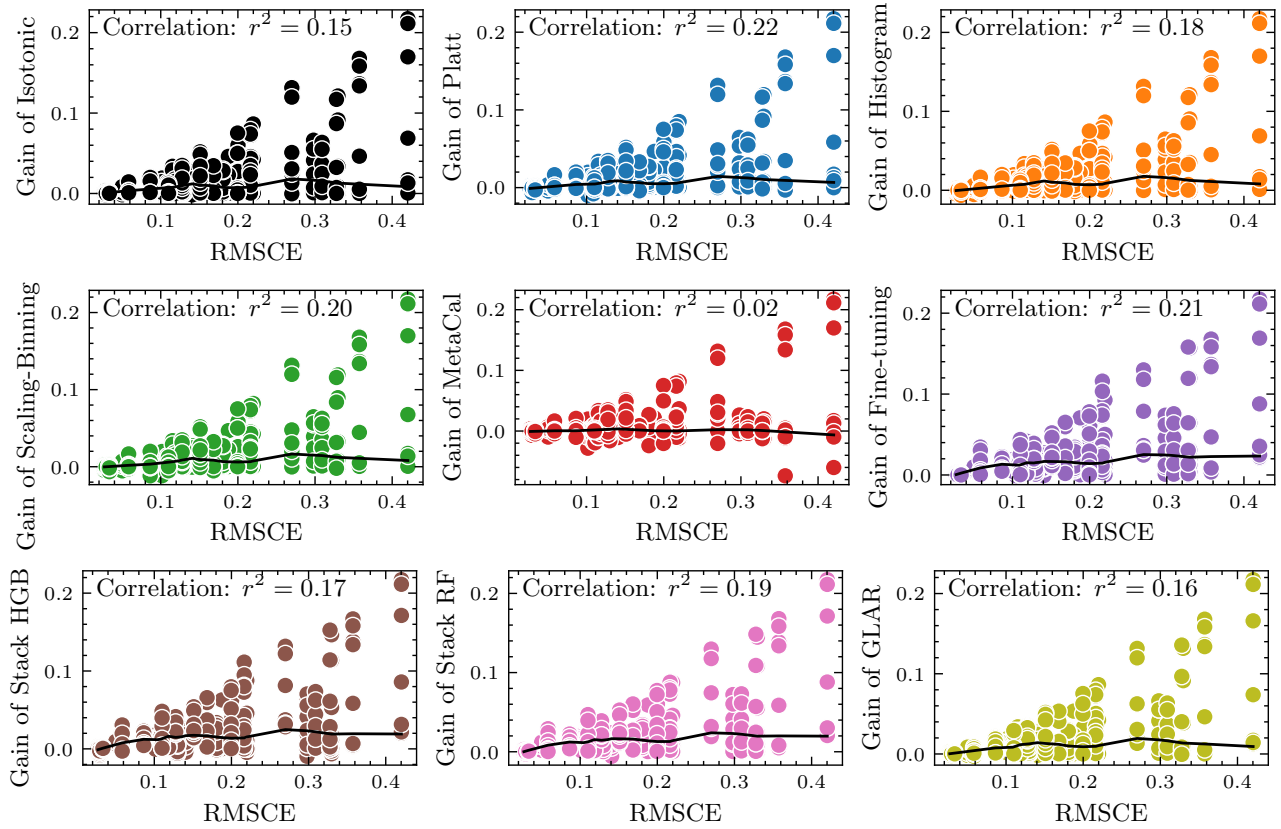 Correlation: r² = 0.15
Gain of Isotonic
0.2
0.1
0.0
0.1 0.2 0.3 0.4
RMSCE
Correlation: r² = 0.22
Gain of Platt
0.2
0.1
0.0
0.1 0.2 0.3 0.4
RMSCE
Correlation: r² = 0.18
Gain of Histogram
0.2
0.1
0.0
0.1 0.2 0.3 0.4
RMSCE
Correlation: r² = 0.20
Gain of Scaling-Binning
0.2
0.1
0.0
0.1 0.2 0.3 0.4
RMSCE
Correlation: r² = 0.02
Gain of MetaCal
0.2
0.1
0.0
0.1 0.2 0.3 0.4
RMSCE
Correlation: r² = 0.21
Gain of Fine-tuning
0.2
0.1
0.0
0.1 0.2 0.3 0.4
RMSCE
Correlation: r² = 0.17
Gain of Stack HGB
0.2
0.1
0.0
0.1 0.2 0.3 0.4
RMSCE
Correlation: r² = 0.19
Gain of Stack RF
0.2
0.1
0.0
0.1 0.2 0.3 0.4
RMSCE
Correlation: r² = 0.16
Gain of GLAR
0.2
0.1
0.0
0.1 0.2 0.3 0.4
RMSCE